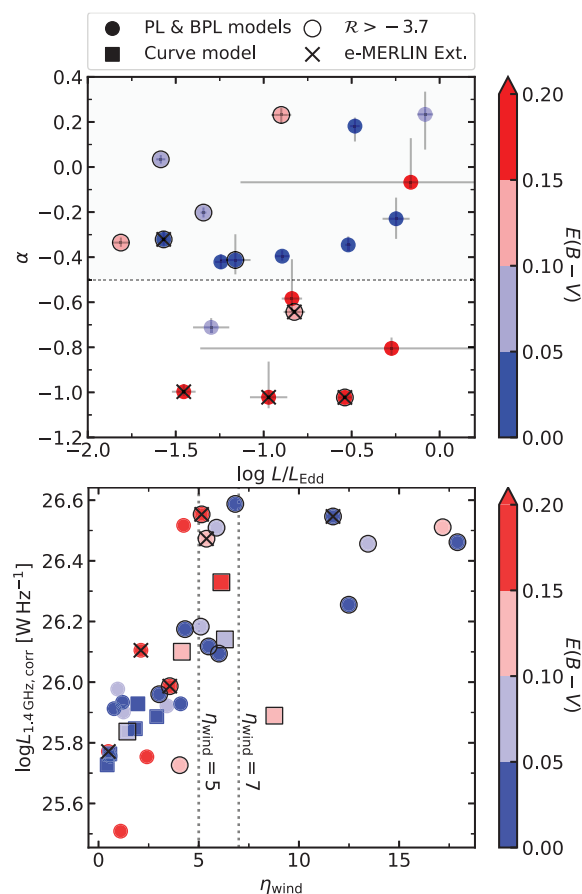 PL & BPL models
ℛ > −3.7
Curve model
e-MERLIN Ext.
0.4
0.2
0.0
−0.2
−0.4
−0.6
−0.8
−1.0
−1.2
α
−2.0
−1.5
−1.0
−0.5
0.0
log L/L_Edd
0.20
0.15
0.10
0.05
0.00
E(B − V)
26.6
26.4
26.2
26.0
25.8
25.6
logL_1.4 GHz, corr [W Hz⁻¹]
η_wind = 5
η_wind = 7
0
5
10
15
η_wind
0.20
0.15
0.10
0.05
0.00
E(B − V)